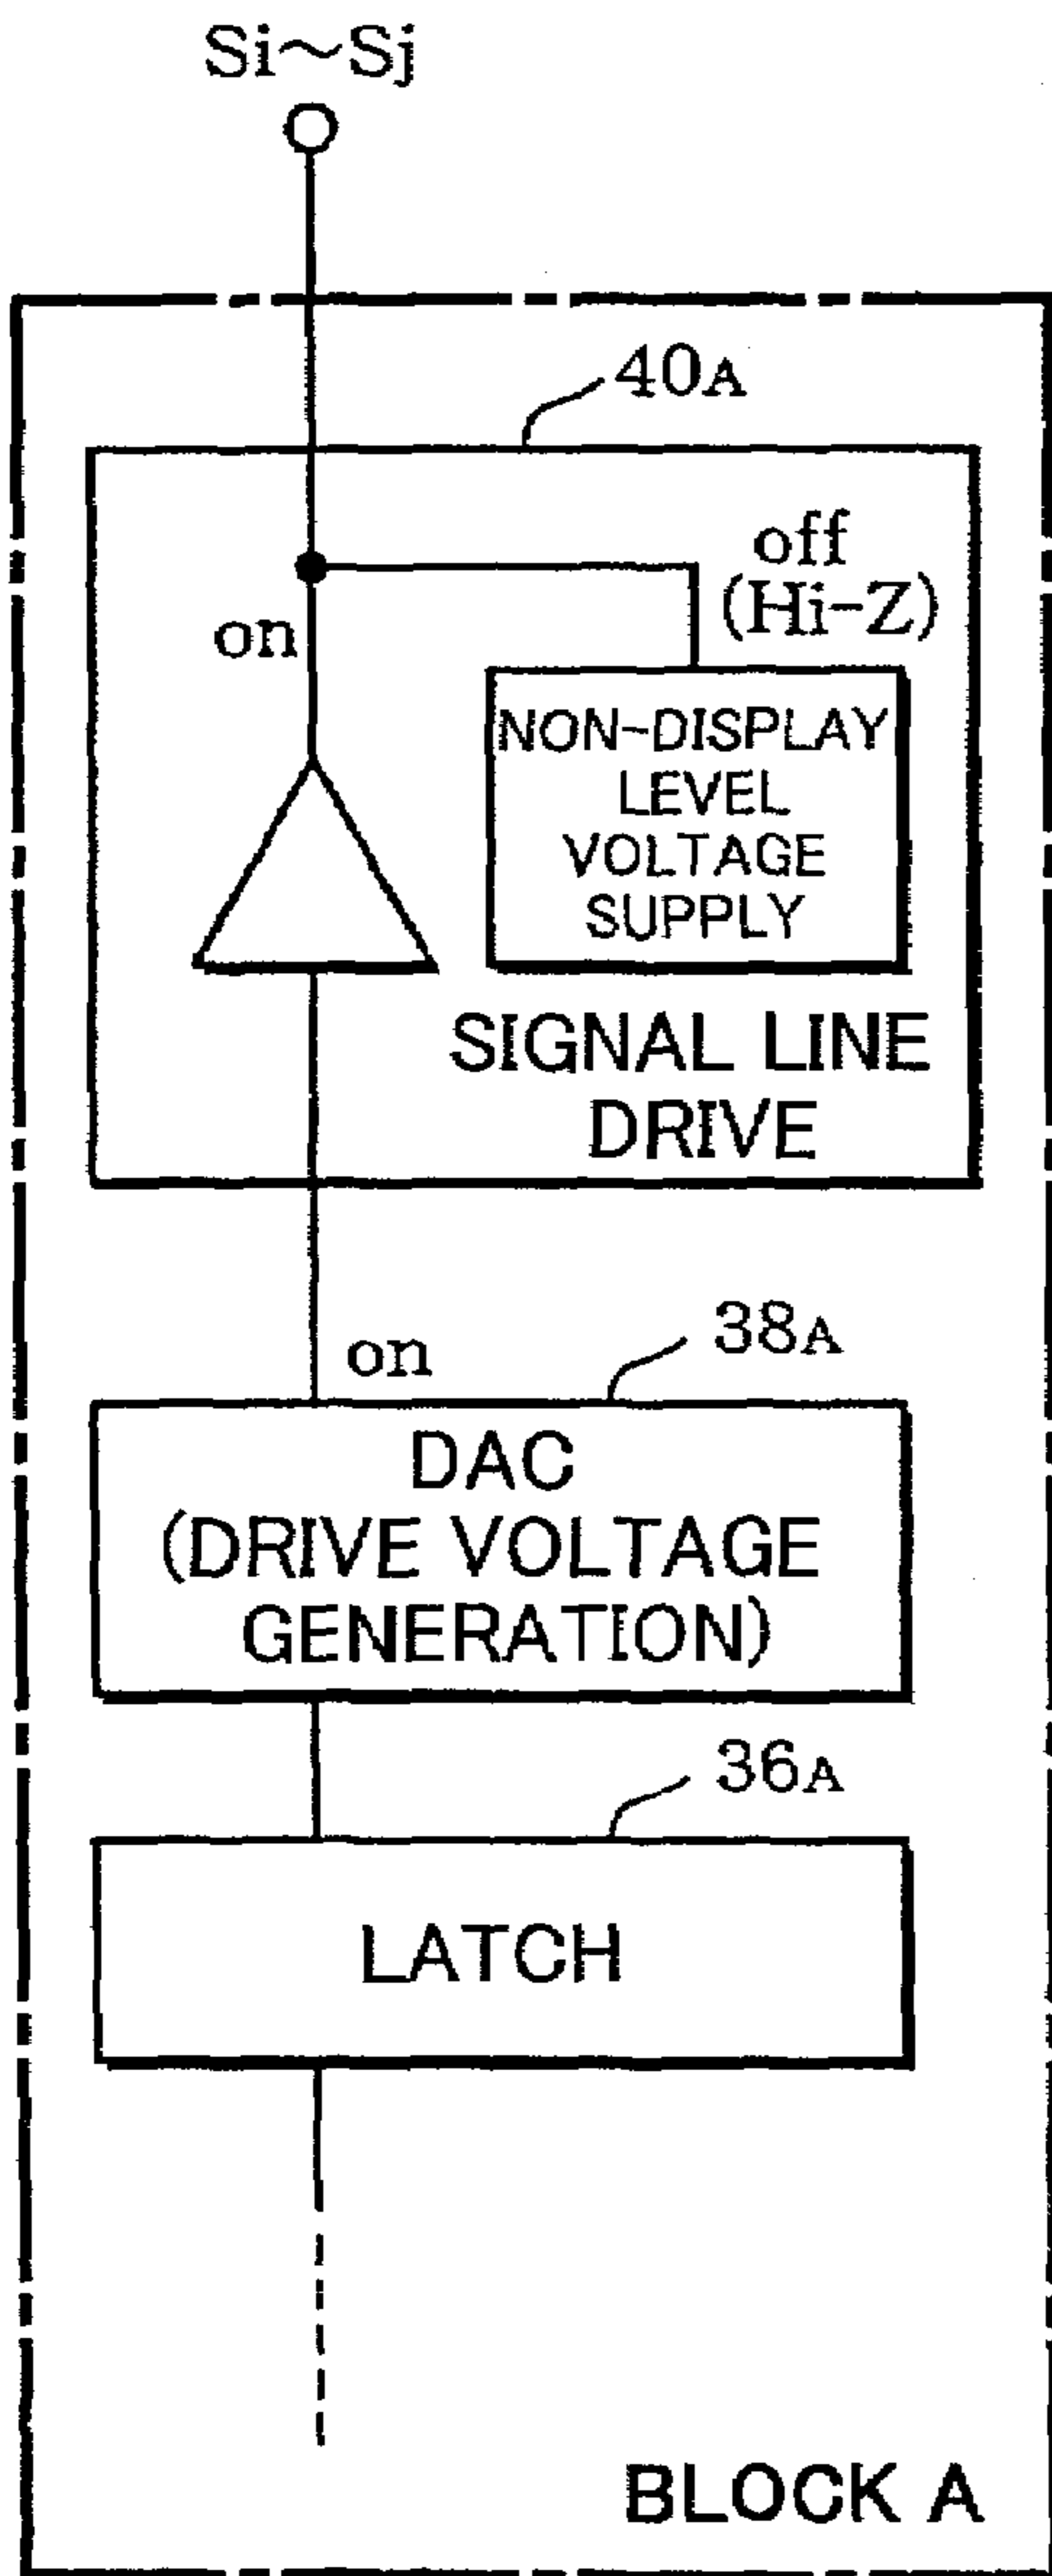 Si~Sj
40A
off
(Hi-Z)
on
NON-DISPLAY
LEVEL
VOLTAGE
SUPPLY
SIGNAL LINE
DRIVE
on
38A
DAC
(DRIVE VOLTAGE
GENERATION)
36A
LATCH
BLOCK A